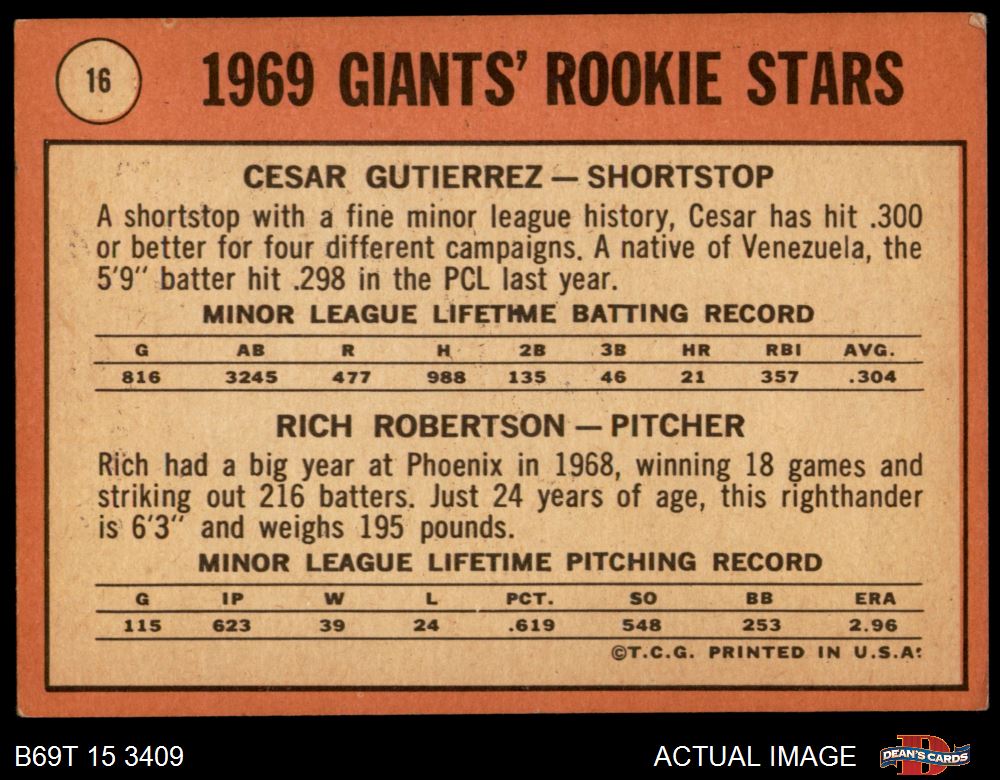 16
1969 GIANTS' ROOKIE STARS
CESAR GUTIERREZ — SHORTSTOP
A shortstop with a fine minor league history, Cesar has hit .300
or better for four different campaigns. A native of Venezuela, the
5'9" batter hit .298 in the PCL last year.
MINOR LEAGUE LIFETIME BATTING RECORD
G AB R H 2B 3B HR RBI AVG.
816 3245 477 988 135 46 21 357 .304
RICH ROBERTSON — PITCHER
Rich had a big year at Phoenix in 1968, winning 18 games and
striking out 216 batters. Just 24 years of age, this righthander
is 6'3" and weighs 195 pounds.
MINOR LEAGUE LIFETIME PITCHING RECORD
G IP W L PCT. SO BB ERA
115 623 39 24 .619 548 253 2.96
©T.C.G. PRINTED IN U.S.A.
B69T 15 3409
ACTUAL IMAGE
DEAN'S CARDS